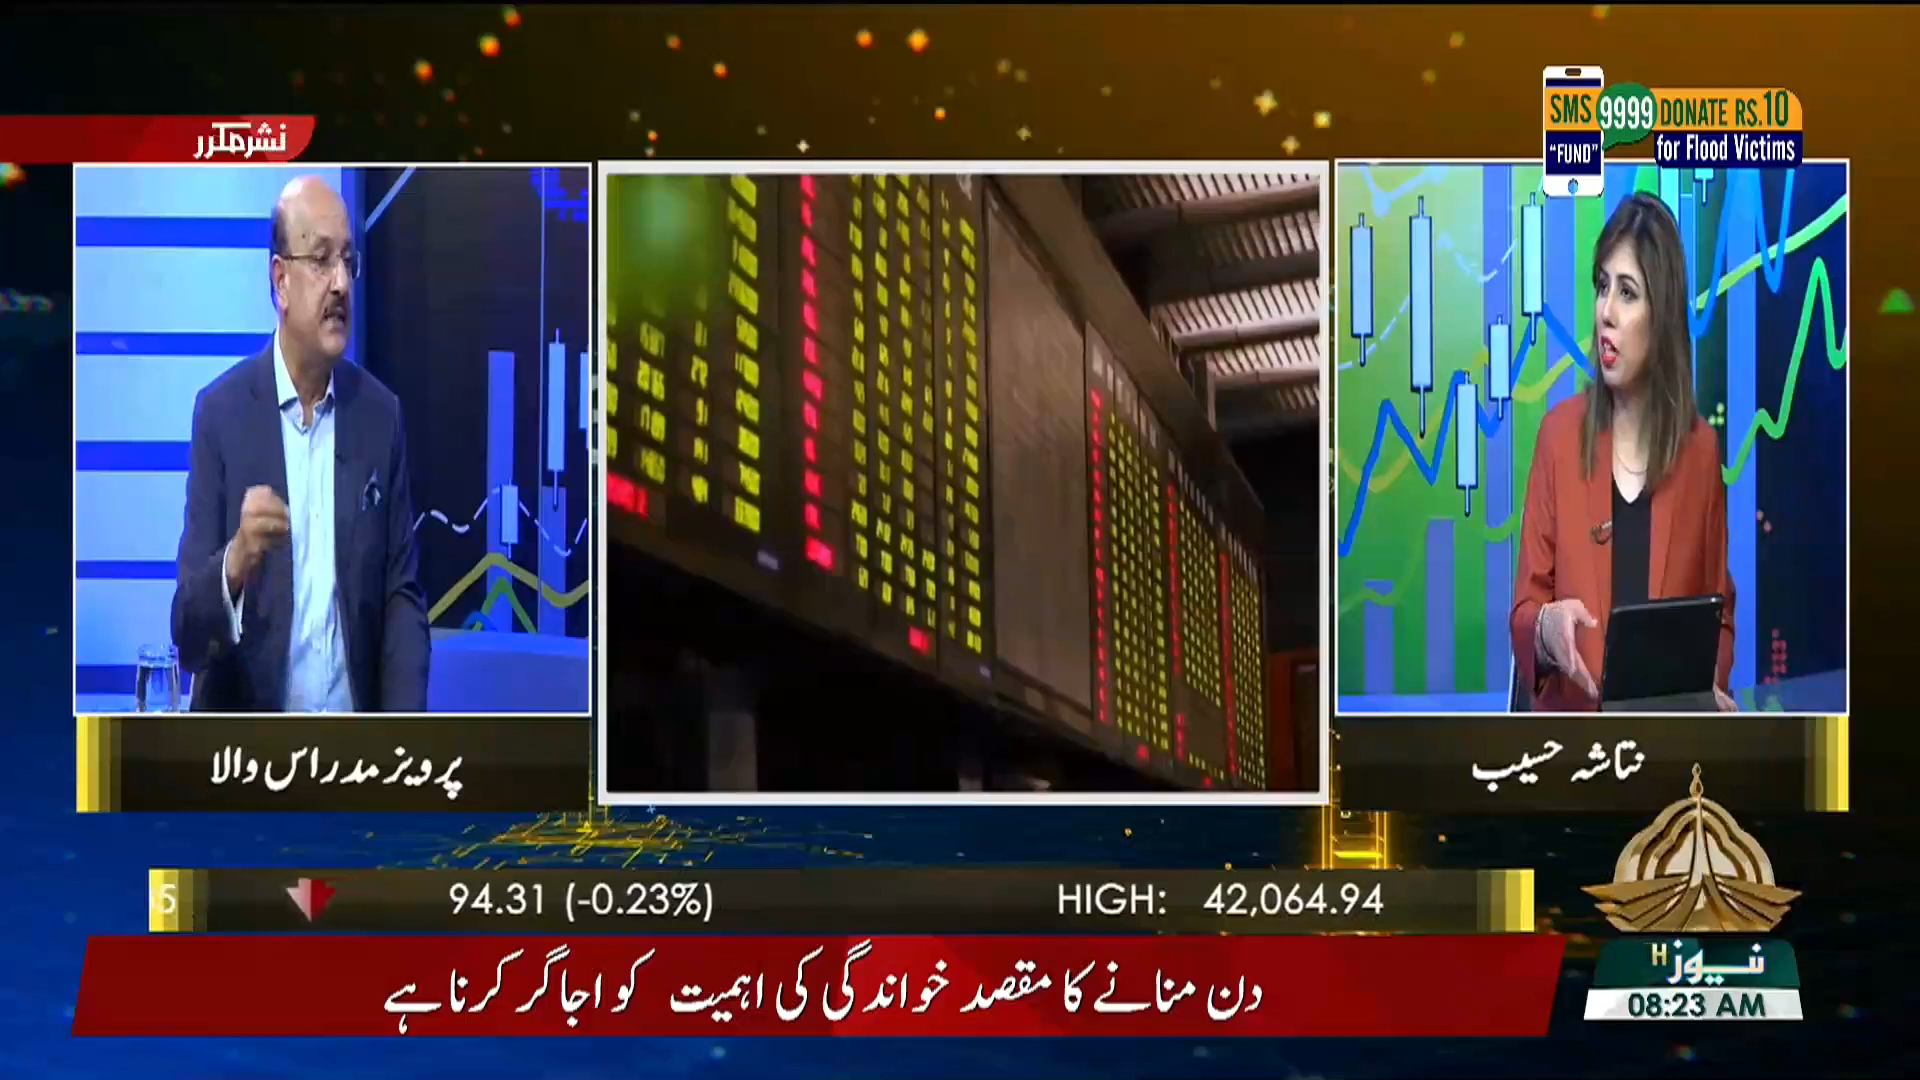 نشر مکرر
SMS 9999 DONATE RS.10
"FUND" for Flood Victims
پرویز مدراس والا
نتاشہ حسیب
5 94.31 (-0.23%) HIGH: 42,064.94
دن منانے کا مقصد خواندگی کی اہمیت کو اجاگر کرنا ہے
نیوز H
08:23 AM